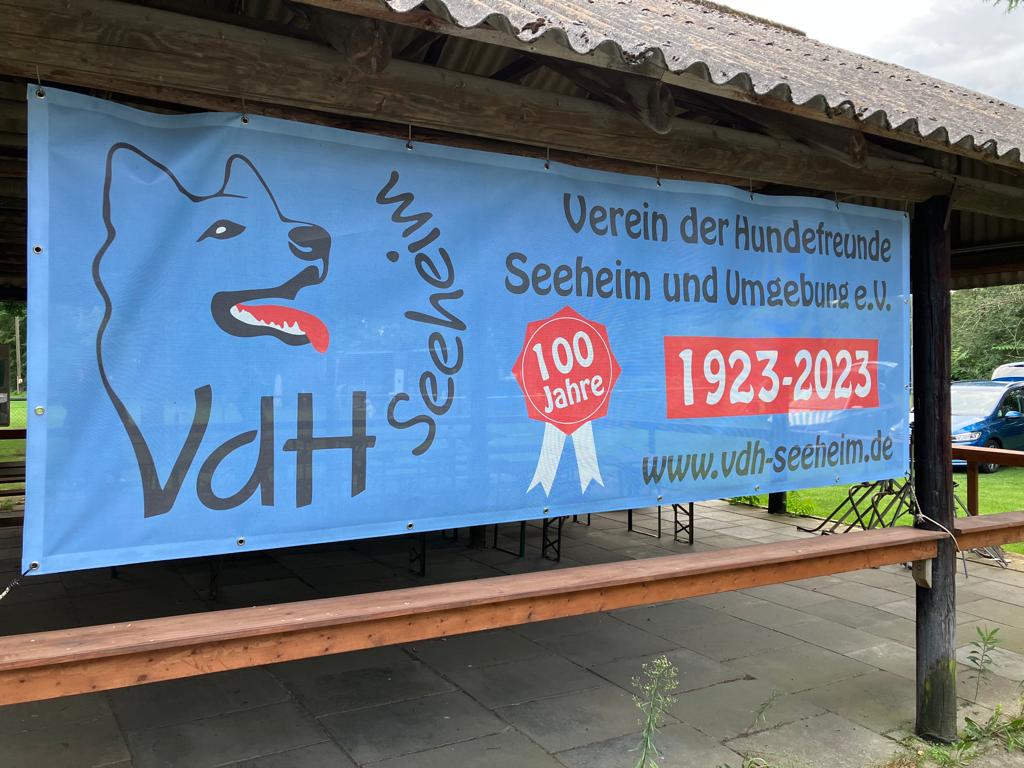 VdH
Seeheim
Verein der Hundefreunde
Seeheim und Umgebung e.V.
100
Jahre
1923-2023
www.vdh-seeheim.de